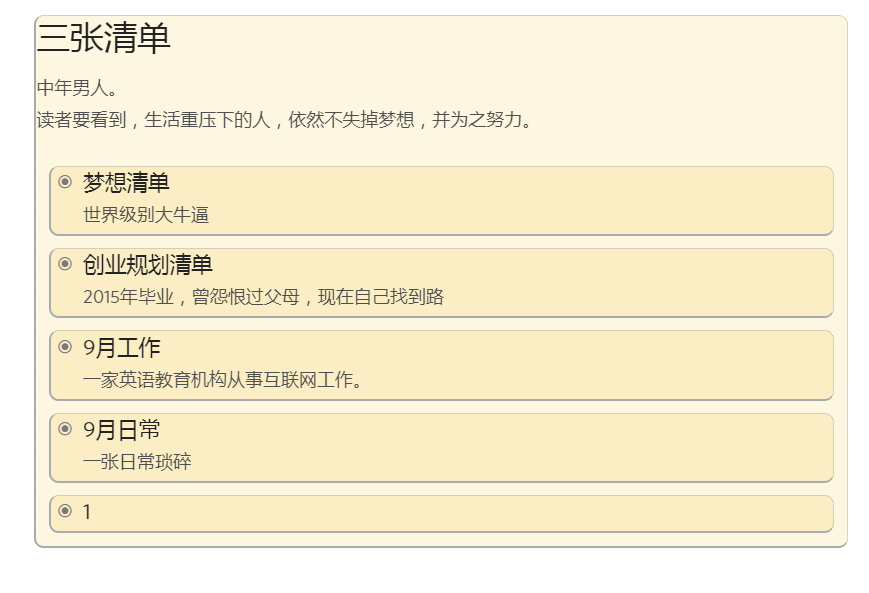 三张清单
中年男人。
读者要看到，生活重压下的人，依然不失掉梦想，并为之努力。
梦想清单
世界级别大牛逼
创业规划清单
2015年毕业，曾怨恨过父母，现在自己找到路
9月工作
一家英语教育机构从事互联网工作。
9月日常
一张日常琐碎
1